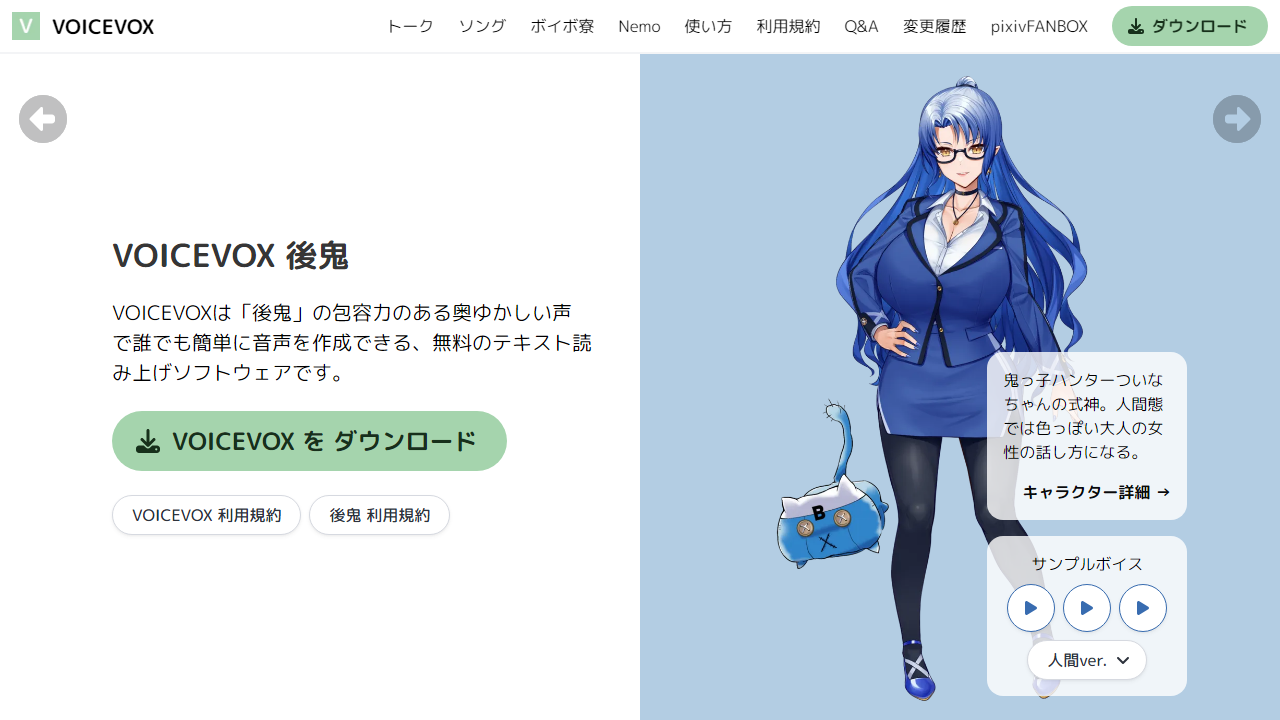 V VOICEVOX
トーク ソング ボイボ寮 Nemo 使い方 利用規約 Q&A 変更履歴 pixivFANBOX ダウンロード
VOICEVOX 後鬼
VOICEVOXは「後鬼」の包容力のある奥ゆかしい声
で誰でも簡単に音声を作成できる、無料のテキスト読
み上げソフトウェアです。
VOICEVOX を ダウンロード
VOICEVOX 利用規約
後鬼 利用規約
B
鬼っ子ハンターついな
ちゃんの式神。人間態
では色っぽい大人の女
性の話し方になる。
キャラクター詳細 →
サンプルボイス
人間ver.